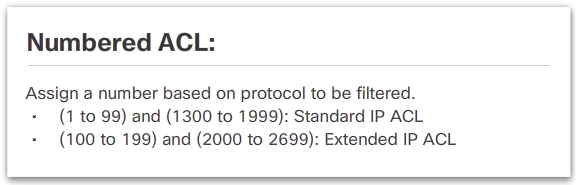 Numbered ACL:
Assign a number based on protocol to be filtered.
▪ (1 to 99) and (1300 to 1999): Standard IP ACL
▪ (100 to 199) and (2000 to 2699): Extended IP ACL